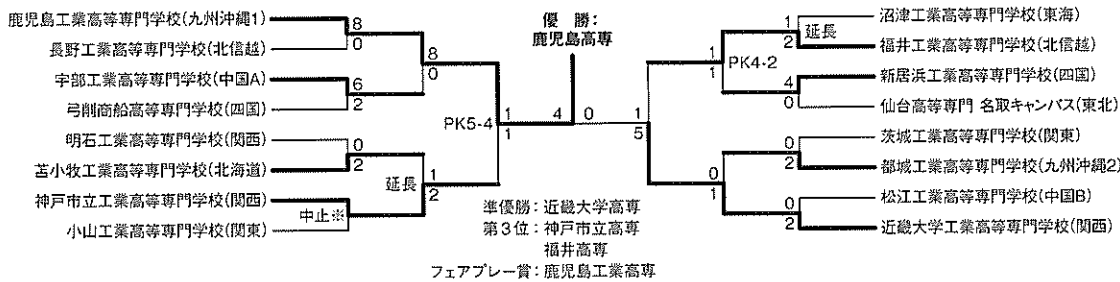 鹿児島工業高等専門学校(九州沖縄1)
8
0
長野工業高等専門学校(北信越)
8
0
宇部工業高等専門学校(中国A)
6
2
弓削商船高等専門学校(四国)
PK5-4
1
1
明石工業高等専門学校(関西)
0
2
苫小牧工業高等専門学校(北海道)
延長
1
2
神戸市立工業高等専門学校(関西)
中止※
小山工業高等専門学校(関東)
優 勝:
鹿児島高専
4
0
準優勝:近畿大学高専
第3位:神戸市立高専
福井高専
フェアプレー賞:鹿児島工業高専
1
5
1
1
PK4-2
1
2
延長
沼津工業高等専門学校(東海)
福井工業高等専門学校(北信越)
4
0
新居浜工業高等専門学校(四国)
仙台高等専門 名取キャンパス(東北)
0
1
0
2
茨城工業高等専門学校(関東)
都城工業高等専門学校(九州沖縄2)
0
2
松江工業高等専門学校(中国B)
近畿大学工業高等専門学校(関西)